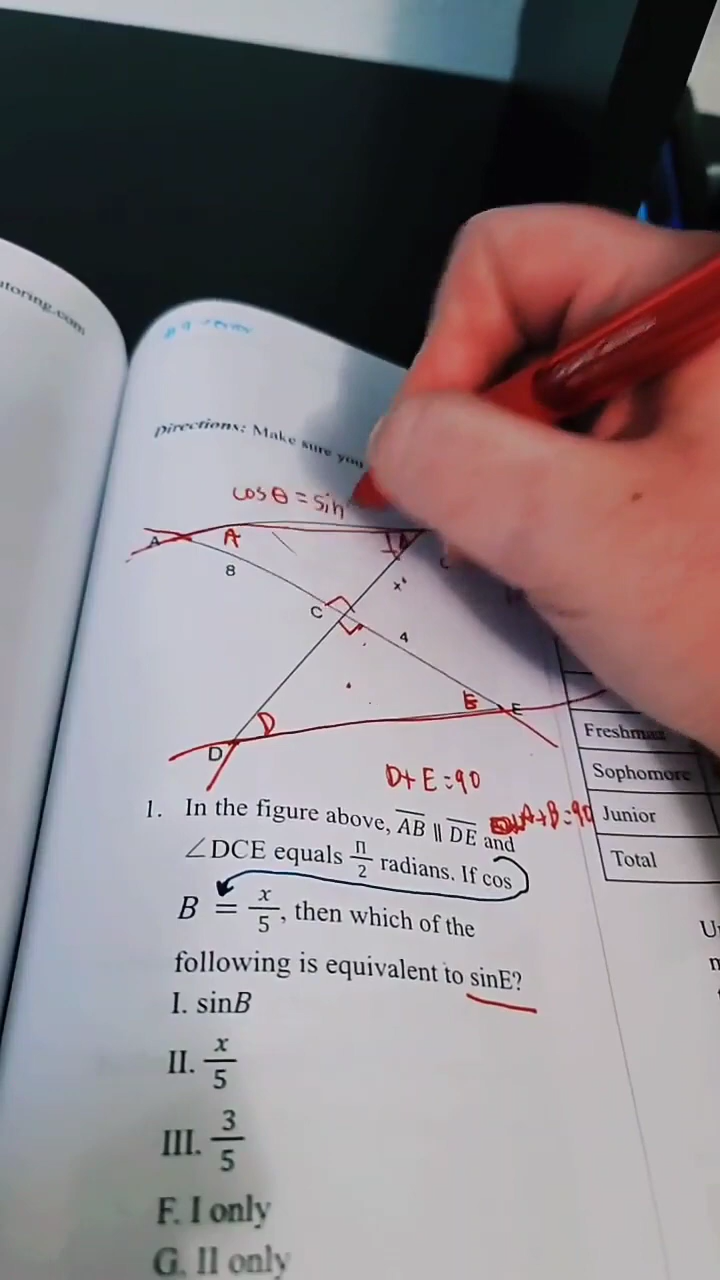 Directions: Make sure you
cos θ = sin
A
A
8
x
C
4
E
D
D
D+E=90
A+B=90
1. In the figure above, AB || DE and
∠DCE equals π/2 radians. If cos
B = x/5, then which of the
following is equivalent to sinE?
I. sinB
II. x/5
III. 3/5
F. I only
G. II only
Freshman
Sophomore
Junior
Total